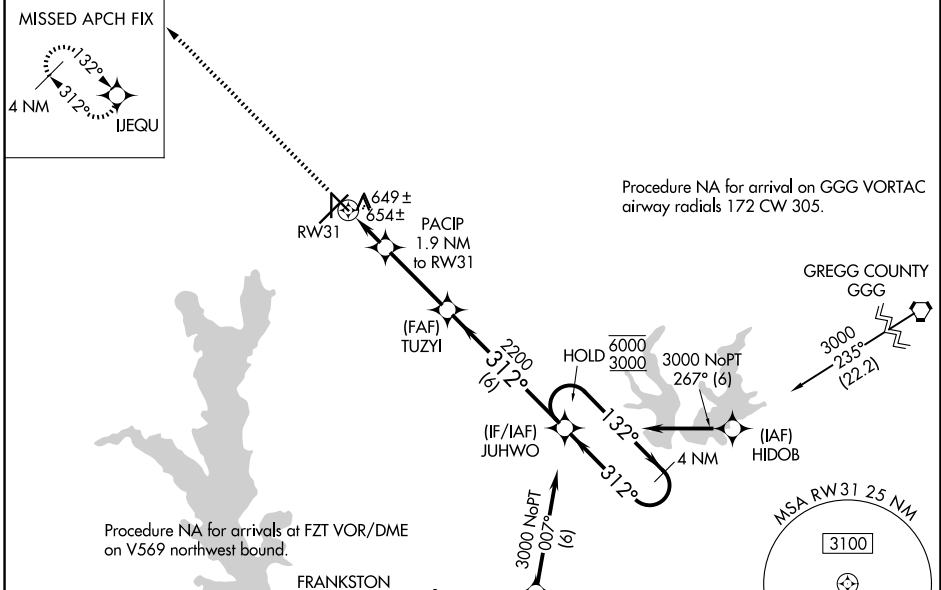 MISSED APCH FIX
132°
4 NM
312°
IJEQU
649 ±
654 ±
RW31
PACIP
1.9 NM
to RW31
Procedure NA for arrival on GGG VORTAC
airway radials 172 CW 305.
GREGG COUNTY
GGG
3000
235°
(22.2)
(FAF)
TUZYI
2200
312°
(6)
HOLD
6000
3000
3000 NoPT
267° (6)
132°
(IF/IAF)
JUHWO
(IAF)
HIDOB
4 NM
312°
3000 NoPT
007°
(6)
MSA RW31 25 NM
3100
Procedure NA for arrivals at FZT VOR/DME
on V569 northwest bound.
FRANKSTON